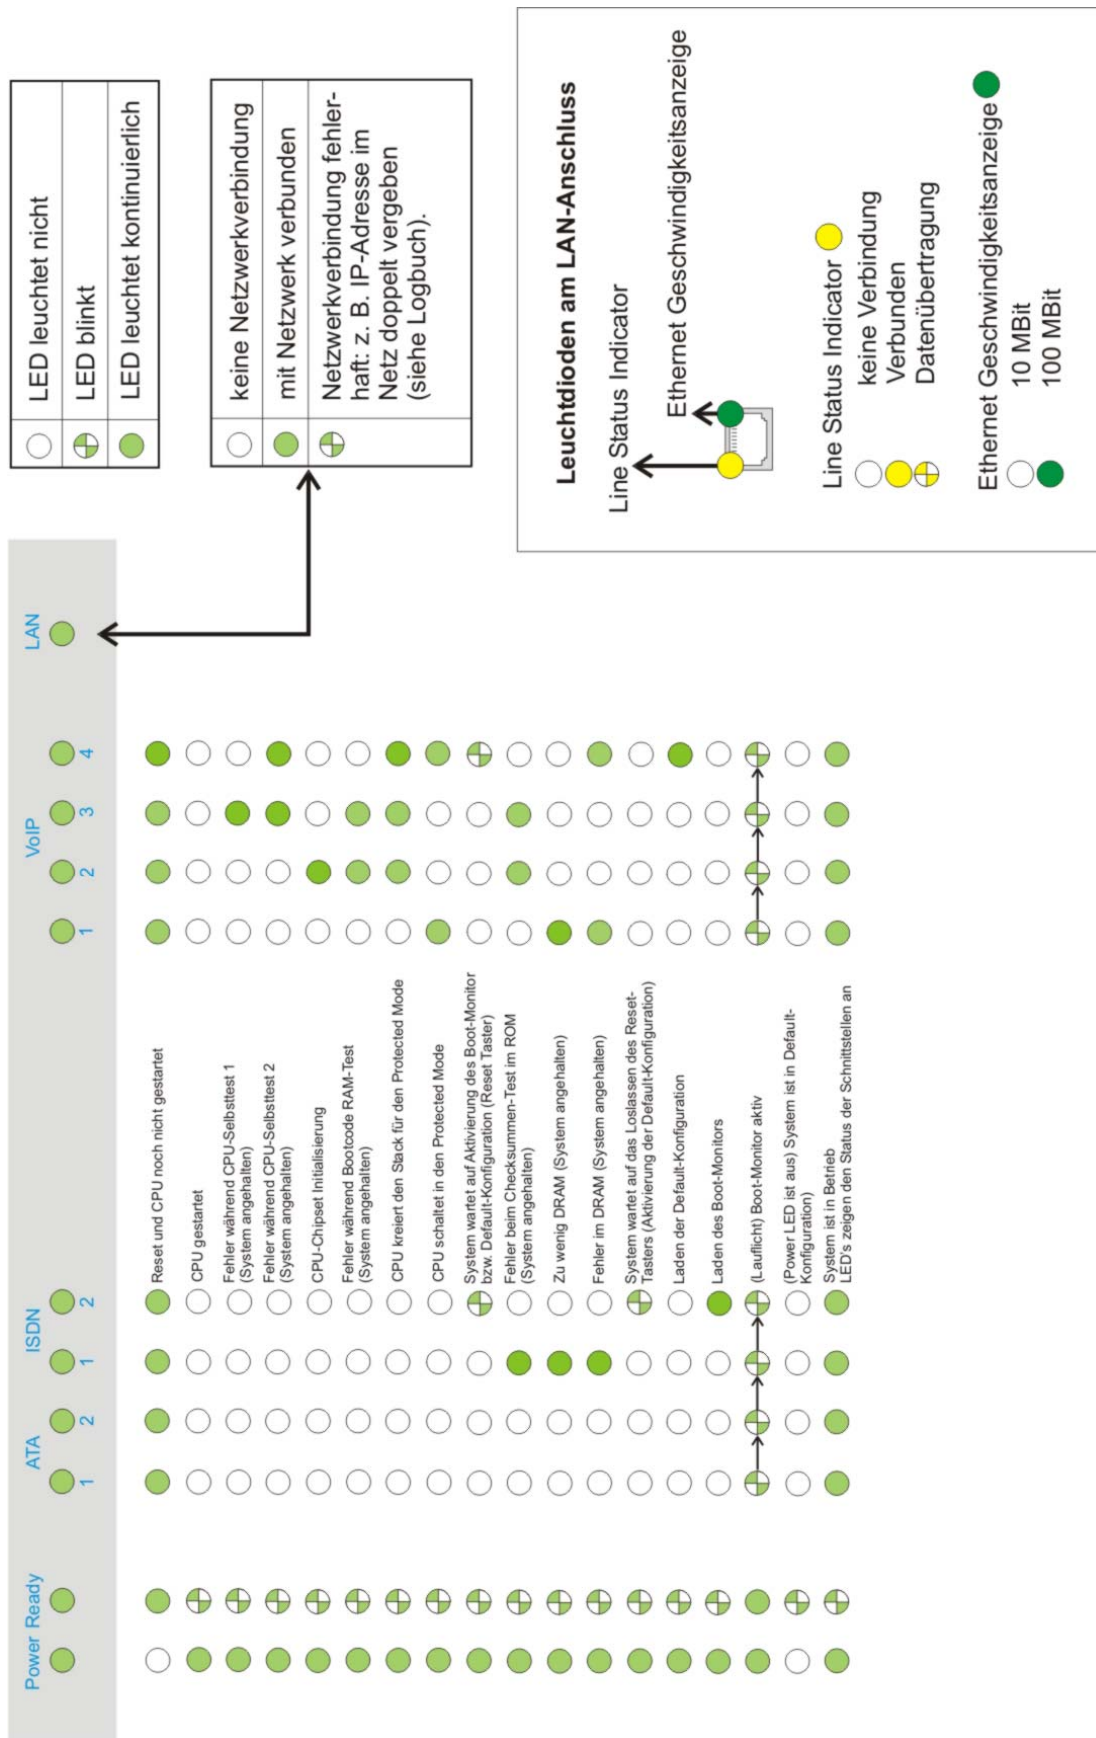 Power Ready
ATA
ISDN
VoIP
LAN
1
2
1
2
1
2
3
4
Reset und CPU noch nicht gestartet
CPU gestartet
Fehler während CPU-Selbsttest 1
(System angehalten)
Fehler während CPU-Selbsttest 2
(System angehalten)
CPU-Chipset Initialisierung
Fehler während Bootcode RAM-Test
(System angehalten)
CPU kreiert den Stack für den Protected Mode
CPU schaltet in den Protected Mode
System wartet auf Aktivierung des Boot-Monitor
bzw. Default-Konfiguration (Reset Taster)
Fehler beim Checksummen-Test im ROM
(System angehalten)
Zu wenig DRAM (System angehalten)
Fehler im DRAM (System angehalten)
System wartet auf das Loslassen des Reset-
Tasters (Aktivierung der Default-Konfiguration)
Laden der Default-Konfiguration
Laden des Boot-Monitors
(Lauflicht) Boot-Monitor aktiv
(Power LED ist aus) System ist in Default-
Konfiguration)
System ist in Betrieb
LED's zeigen den Status der Schnittstellen an
LED leuchtet nicht
LED blinkt
LED leuchtet kontinuierlich
keine Netzwerkverbindung
mit Netzwerk verbunden
Netzwerkverbindung fehler-
haft: z. B. IP-Adresse im
Netz doppelt vergeben
(siehe Logbuch).
Leuchtdioden am LAN-Anschluss
Line Status Indicator
Ethernet Geschwindigkeitsanzeige
Line Status Indicator
keine Verbindung
Verbunden
Datenübertragung
Ethernet Geschwindigkeitsanzeige
10 MBit
100 MBit